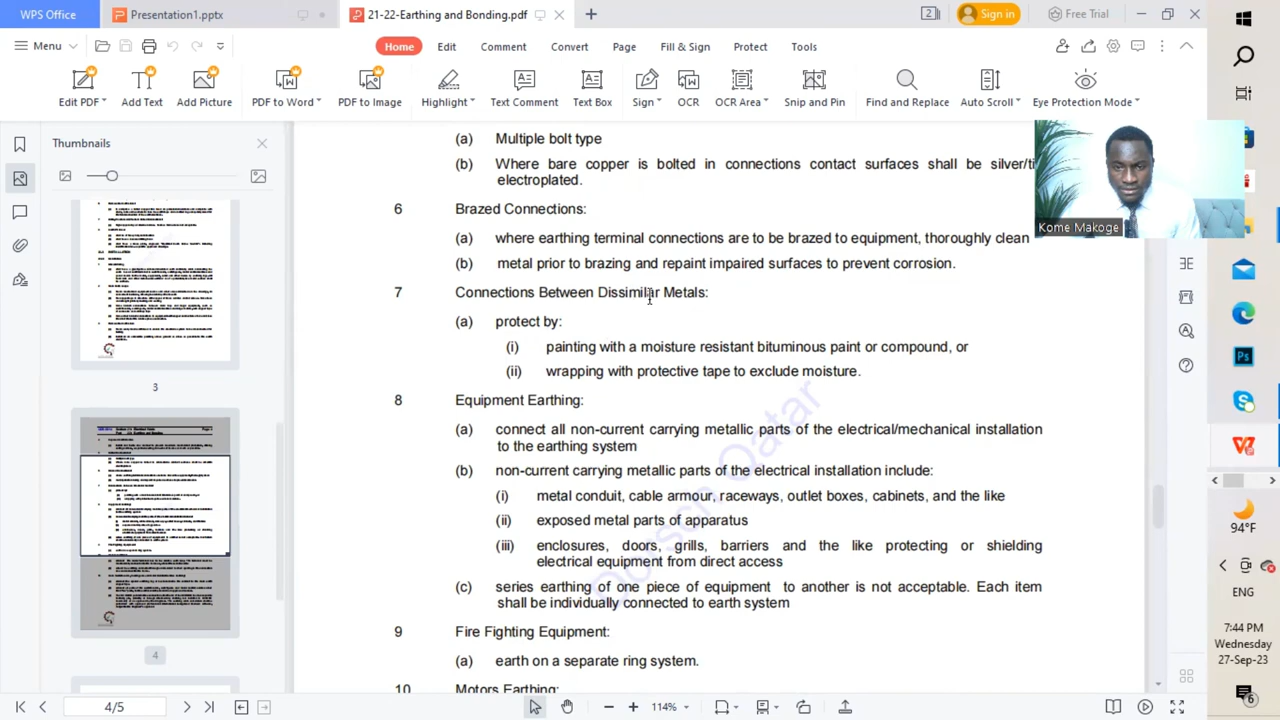 WPS Office
Presentation1.pptx
21-22-Earthing and Bonding.pdf
Sign in
Free Trial
Menu
Home
Edit
Comment
Convert
Page
Fill & Sign
Protect
Tools
Edit PDF
Add Text
Add Picture
PDF to Word
PDF to Image
Highlight
Text Comment
Text Box
Sign
OCR
OCR Area
Snip and Pin
Find and Replace
Auto Scroll
Eye Protection Mode
Thumbnails
3
4
(a) Multiple bolt type
(b) Where bare copper is bolted in connections contact surfaces shall be silver/ti
electroplated.
6 Brazed Connections:
(a) where earthing terminal connections are to be brazed to equipment, thoroughly clean
(b) metal prior to brazing and repaint impaired surfaces to prevent corrosion.
7 Connections Between Dissimilar Metals:
(a) protect by:
(i) painting with a moisture resistant bituminous paint or compound, or
(ii) wrapping with protective tape to exclude moisture.
8 Equipment Earthing:
(a) connect all non-current carrying metallic parts of the electrical/mechanical installation
to the earthing system
(b) non-current carrying metallic parts of the electrical installation include:
(i) metal conduit, cable armour, raceways, outlet boxes, cabinets, and the like
(ii) exposed metal parts of apparatus
(iii) enclosures, doors, grills, barriers and the like protecting or shielding
electrical equipment from direct access
(c) series earthing of the piece of equipment to another is not acceptable. Each item
shall be individually connected to earth system
9 Fire Fighting Equipment:
(a) earth on a separate ring system.
10 Motors Earthing:
Kome Makoge
94°F
ENG
7:44 PM
Wednesday
27-Sep-23
6
4/5
114%